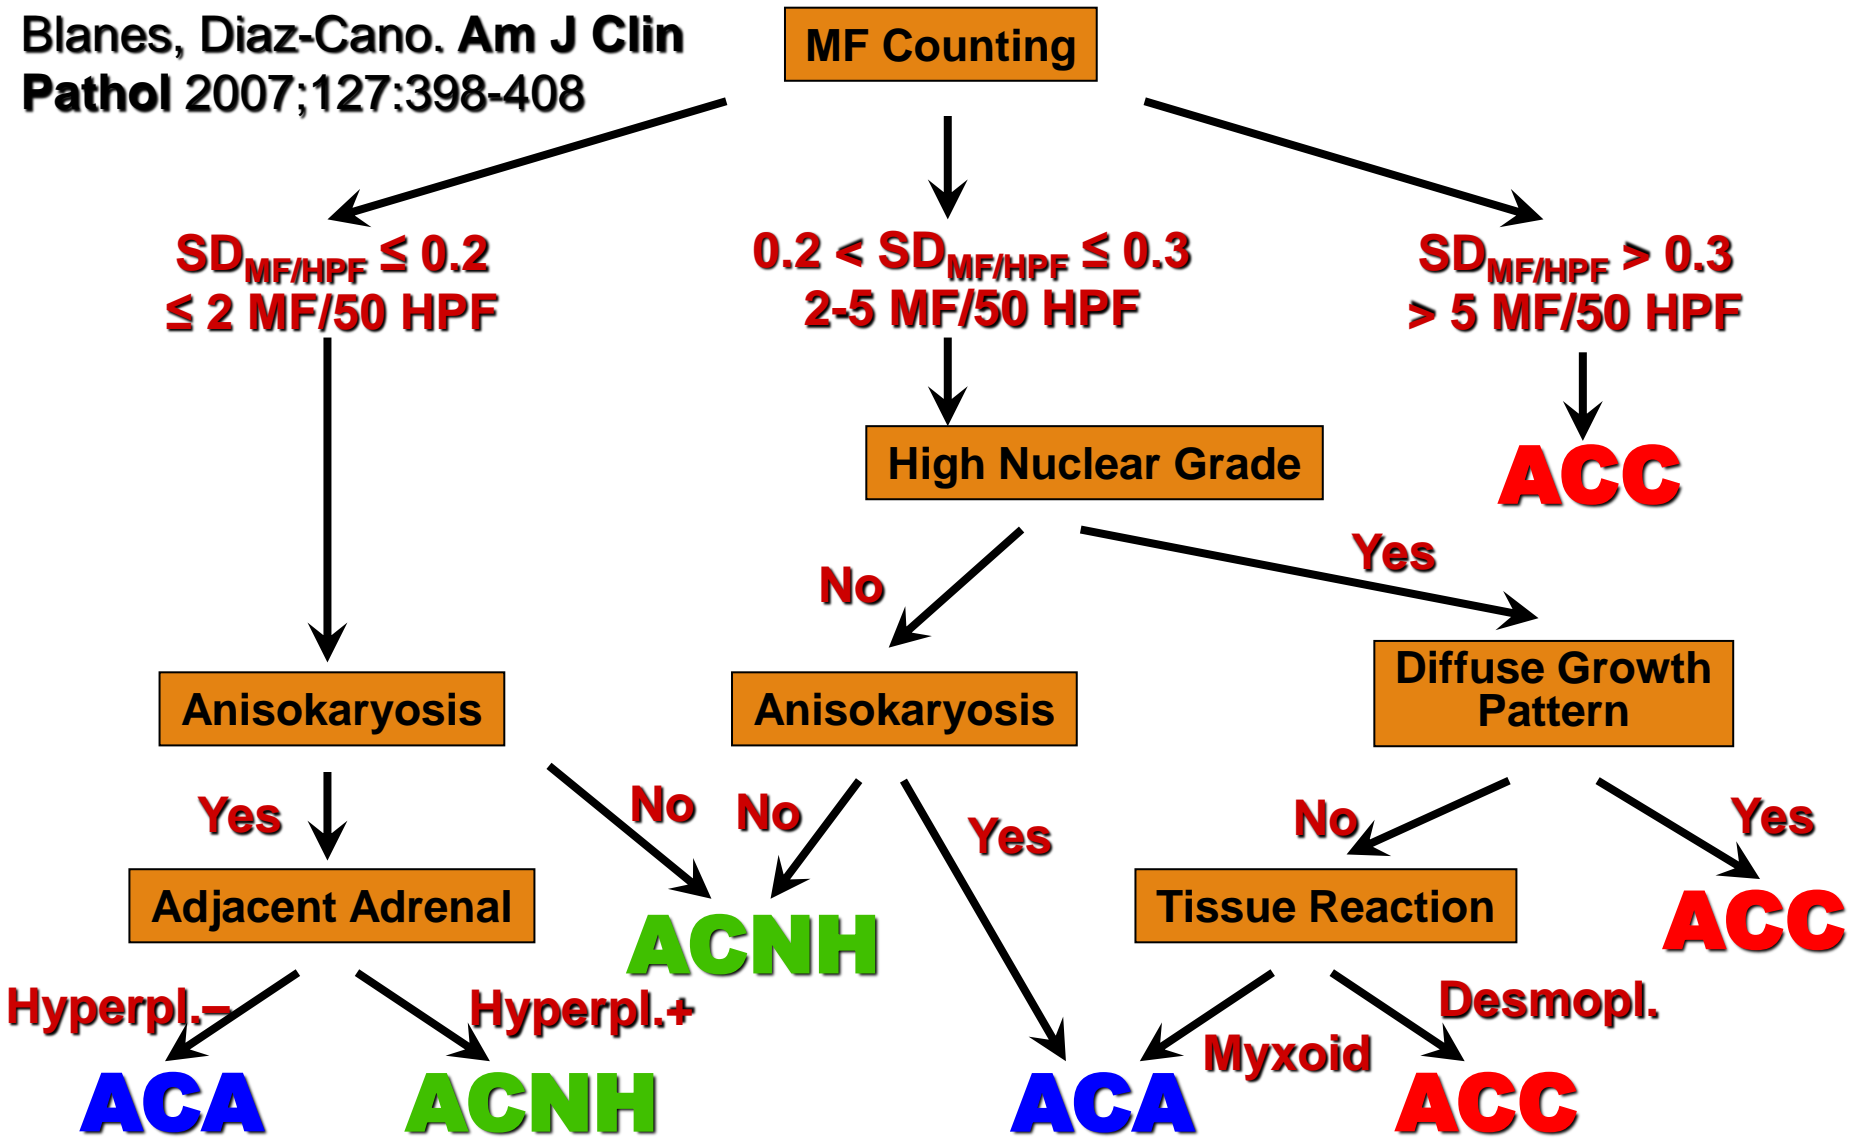 Blanes, Diaz-Cano. Am J Clin
Pathol 2007;127:398-408
MF Counting
SDMF/HPF ≤ 0.2
≤ 2 MF/50 HPF
0.2 < SDMF/HPF ≤ 0.3
2-5 MF/50 HPF
SDMF/HPF > 0.3
> 5 MF/50 HPF
High Nuclear Grade
ACC
No
Yes
Anisokaryosis
Anisokaryosis
Diffuse Growth
Pattern
Yes
No
No
Yes
No
Yes
Adjacent Adrenal
ACNH
Tissue Reaction
ACC
Hyperpl.–
Hyperpl.+
Myxoid
Desmopl.
ACA
ACNH
ACA
ACC